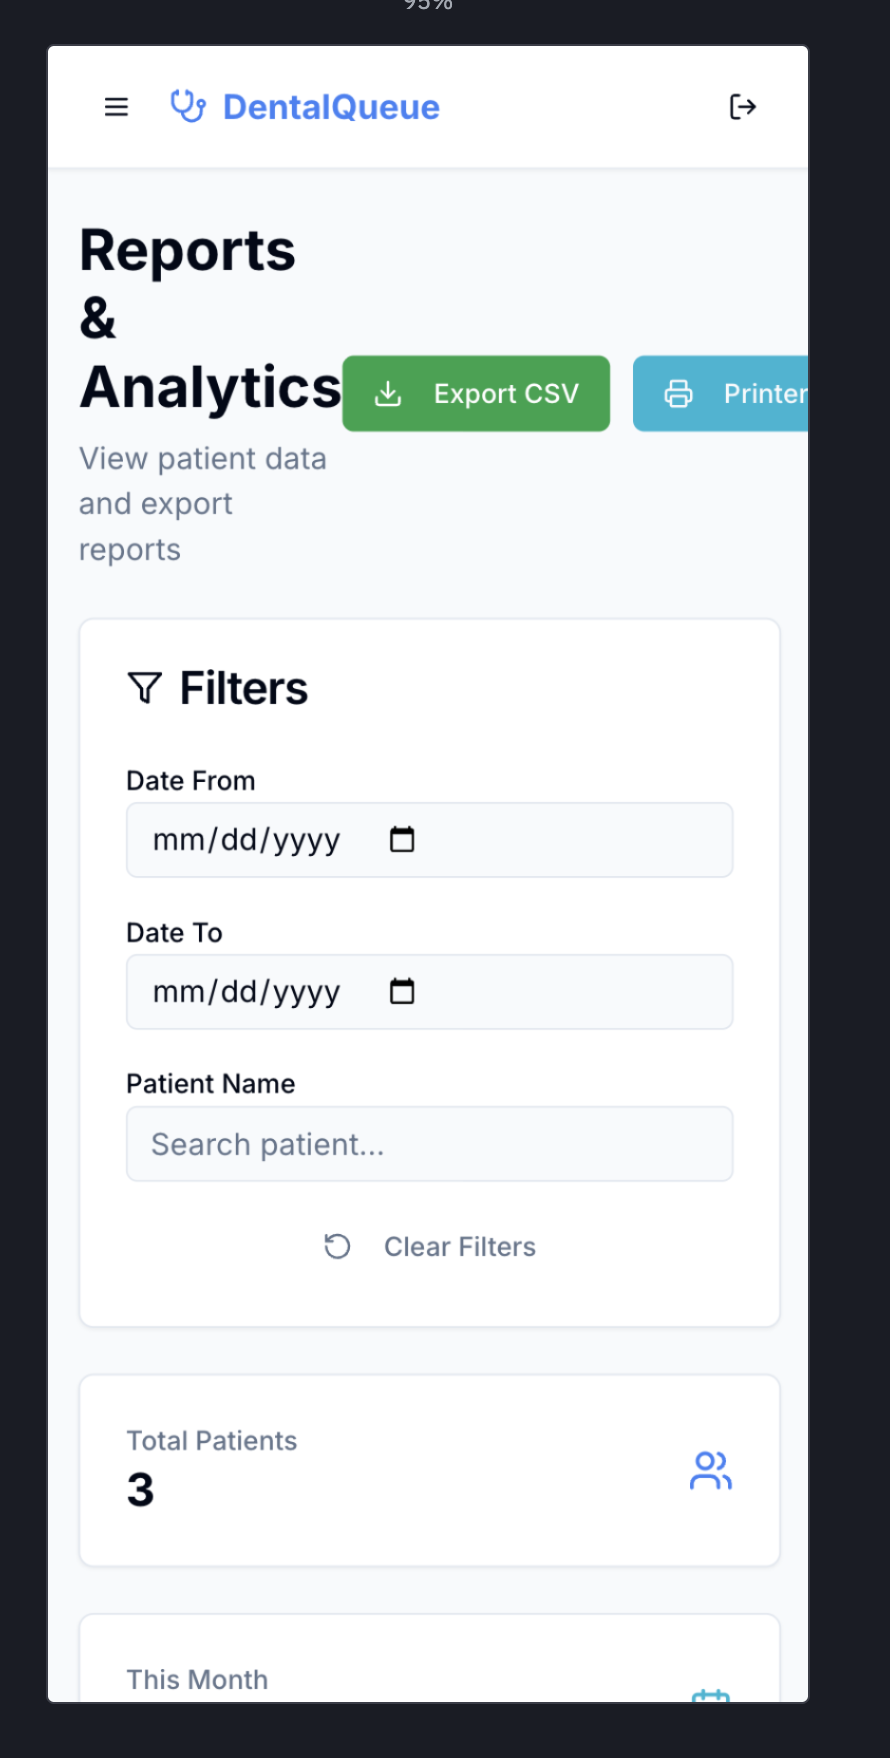 95%
DentalQueue
Reports
&
Analytics
Export CSV
Printer
View patient data
and export
reports
Filters
Date From
mm/dd/yyyy
Date To
mm/dd/yyyy
Patient Name
Search patient...
Clear Filters
Total Patients
3
This Month